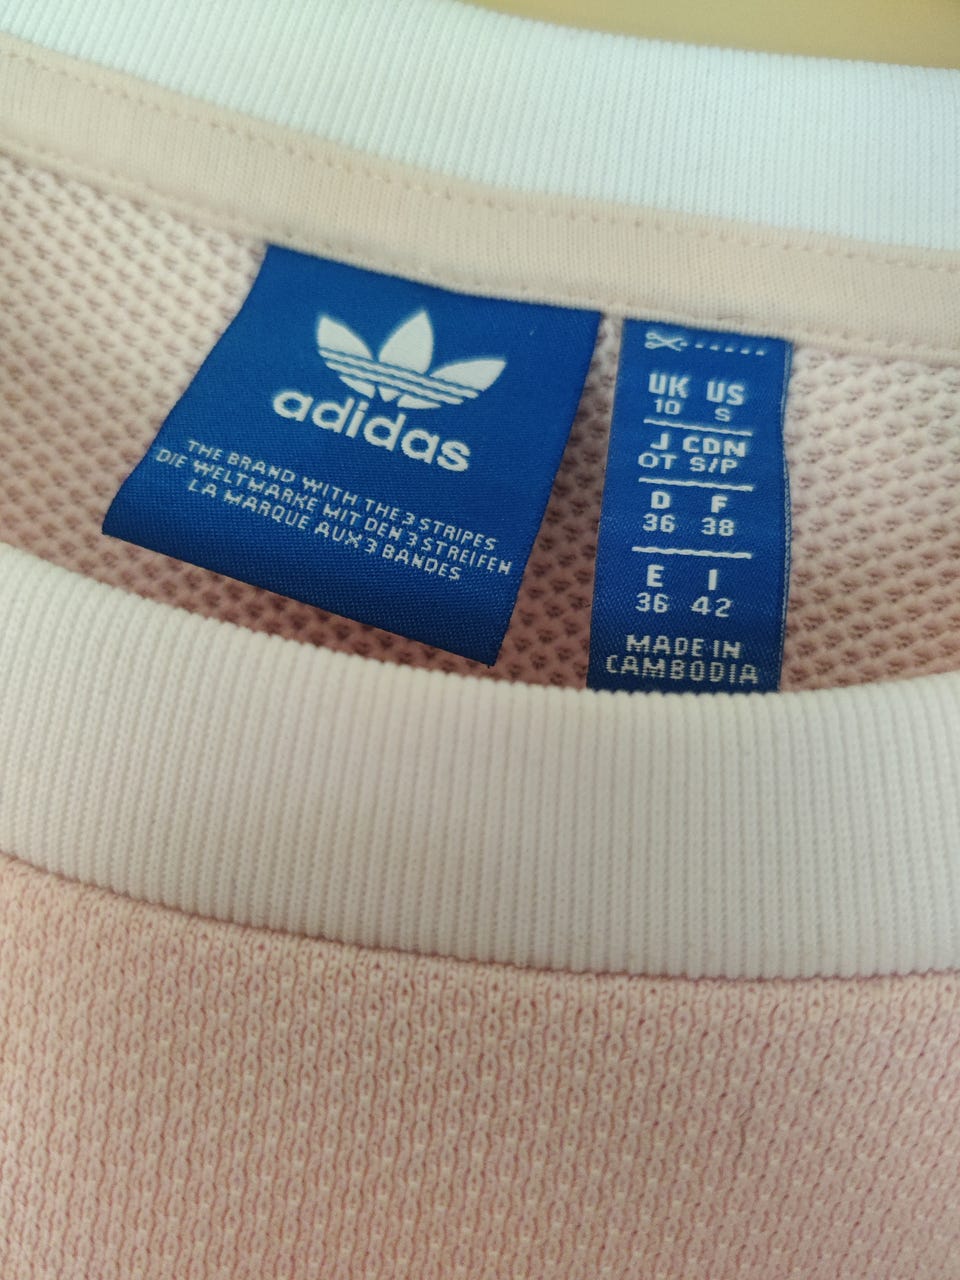 adidas
THE BRAND WITH THE 3 STRIPES
DIE WELTMARKE MIT DEN 3 STREIFEN
LA MARQUE AUX 3 BANDES
UK US
10 S
J CDN
OT S/P
D F
36 38
E I
36 42
MADE IN
CAMBODIA